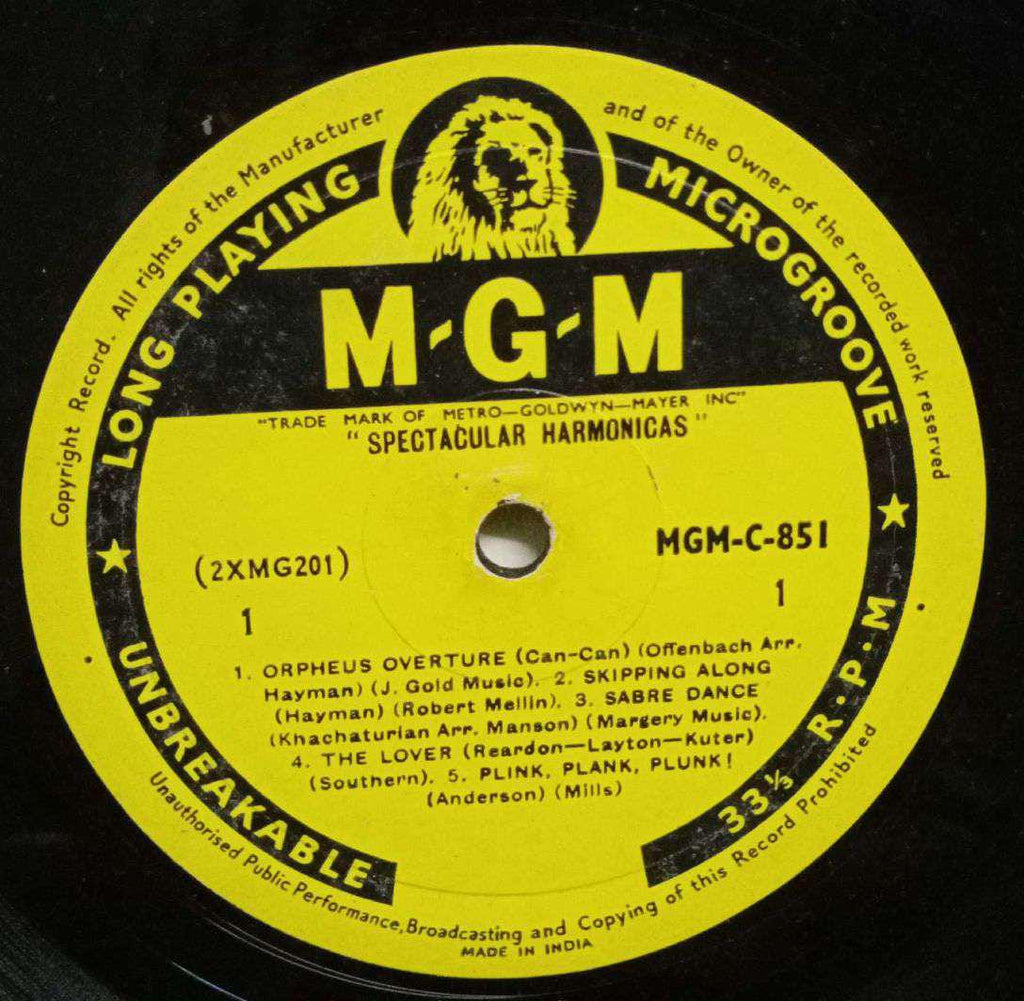 Copyright Record. All rights of the Manufacturer and of the Owner of the recorded work reserved
LONG PLAYING MICROGROOVE
M-G-M
"TRADE MARK OF METRO—GOLDWYN—MAYER INC"
"SPECTACULAR HARMONICAS"
(2XMG201) MGM-C-851
1 1
1. ORPHEUS OVERTURE (Can-Can) (Offenbach Arr.
Hayman) (J. Gold Music). 2. SKIPPING ALONG
(Hayman) (Robert Mellin). 3. SABRE DANCE
(Khachaturian Arr. Manson) (Margery Music).
4. THE LOVER (Reardon—Layton—Kuter)
(Southern). 5. PLINK, PLANK, PLUNK!
(Anderson) (Mills)
UNBREAKABLE 33⅓ R·P·M
Unauthorised Public Performance, Broadcasting and Copying of this Record Prohibited
MADE IN INDIA